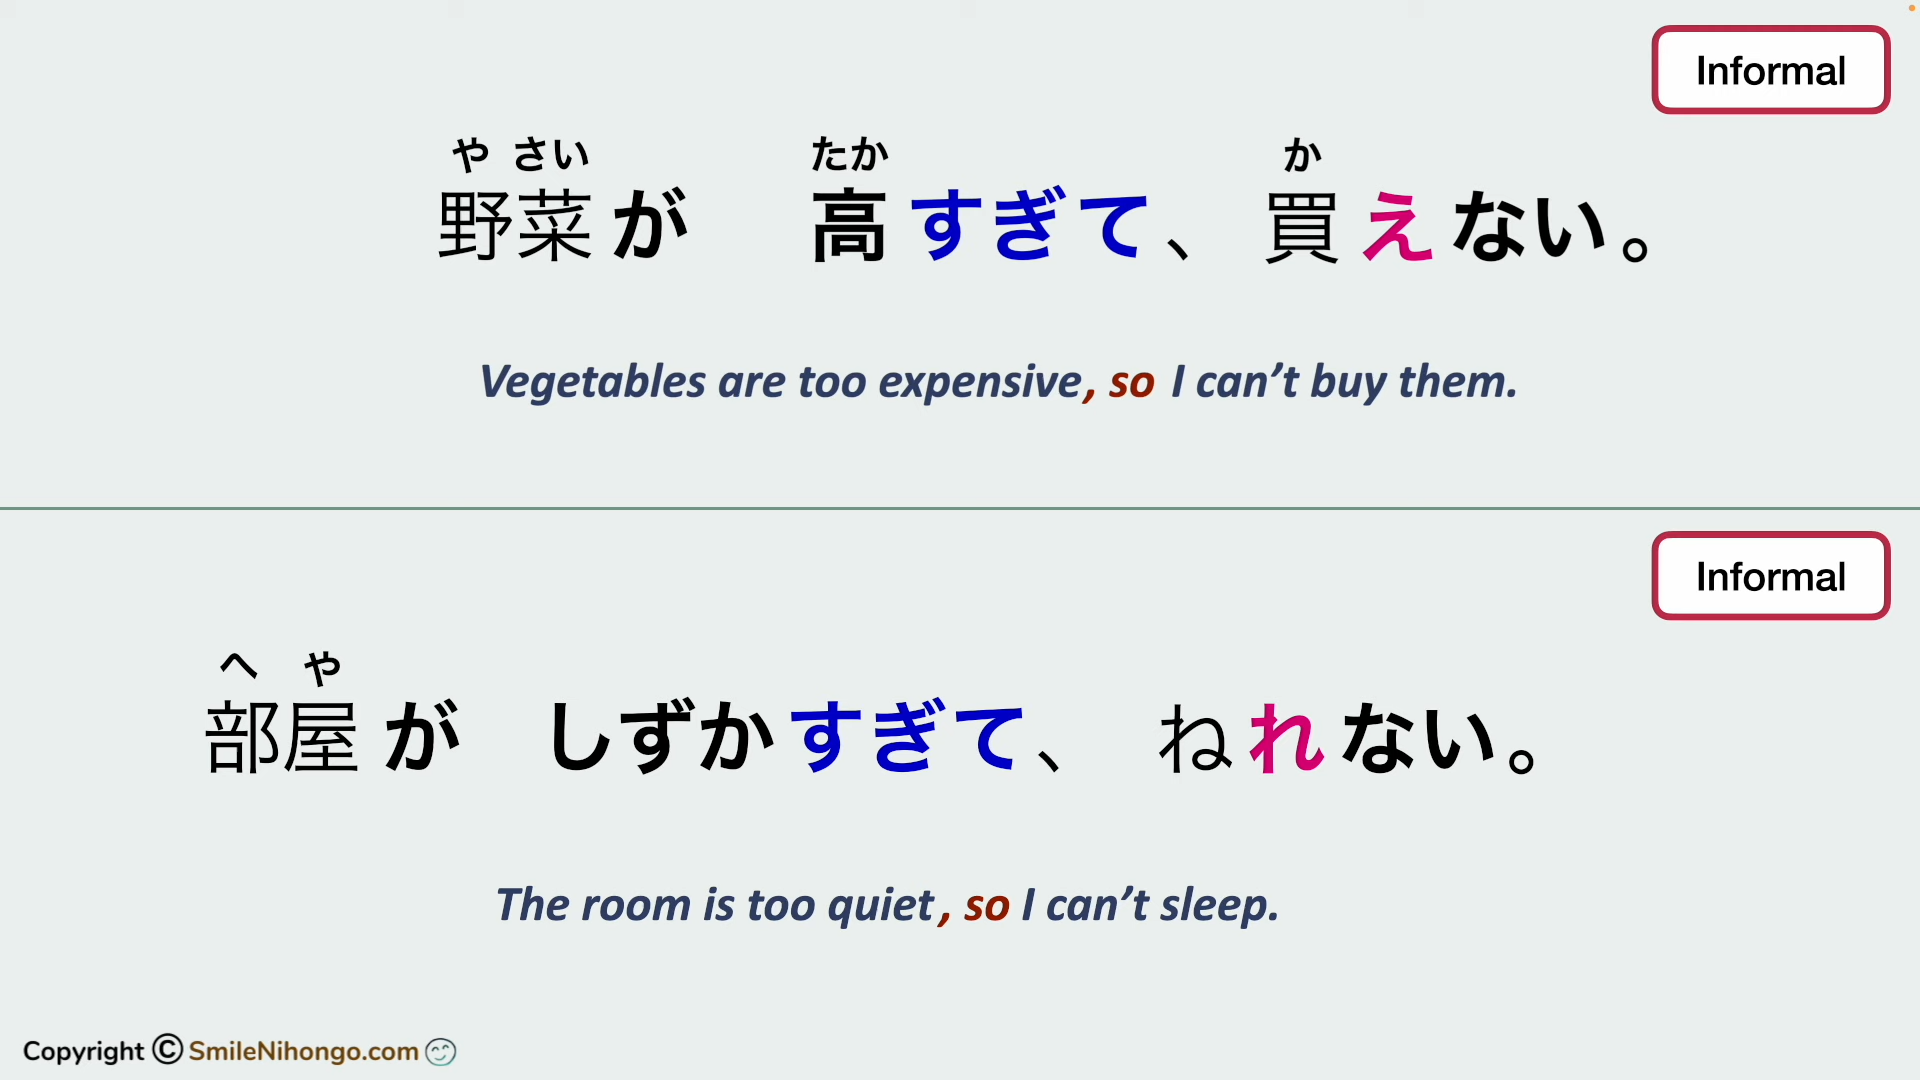 Informal
や さい たか か
野菜が 高すぎて、 買えない。
Vegetables are too expensive, so I can’t buy them.
Informal
へ や
部屋が しずかすぎて、 ねれない。
The room is too quiet, so I can’t sleep.
Copyright © SmileNihongo.com